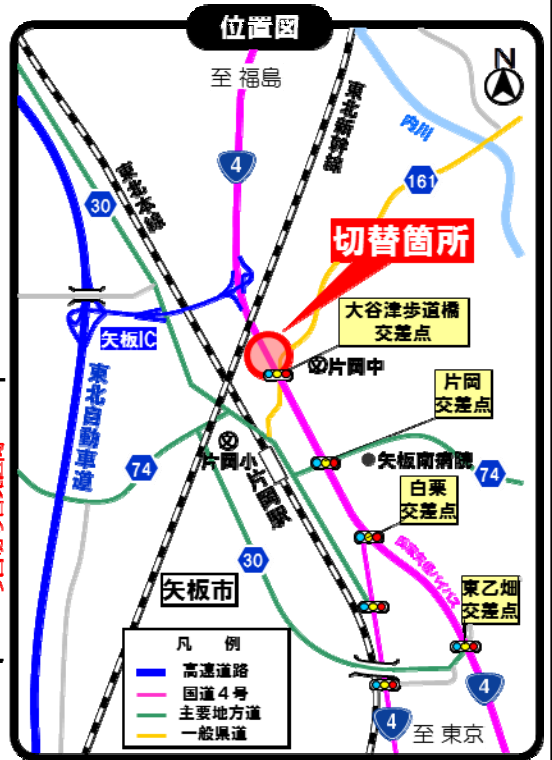 位置図
N
至 福島
東北新幹線
内川
4
161
東北本線
30
切替箇所
大谷津歩道橋
交差点
矢板IC
片岡中
東北自動車道
片岡
交差点
片岡小
矢板南病院
74
74
片岡駅
白栗
交差点
30
矢板市
東乙畑
交差点
凡 例
高速道路
国道4号
主要地方道
一般県道
4
4
至 東京